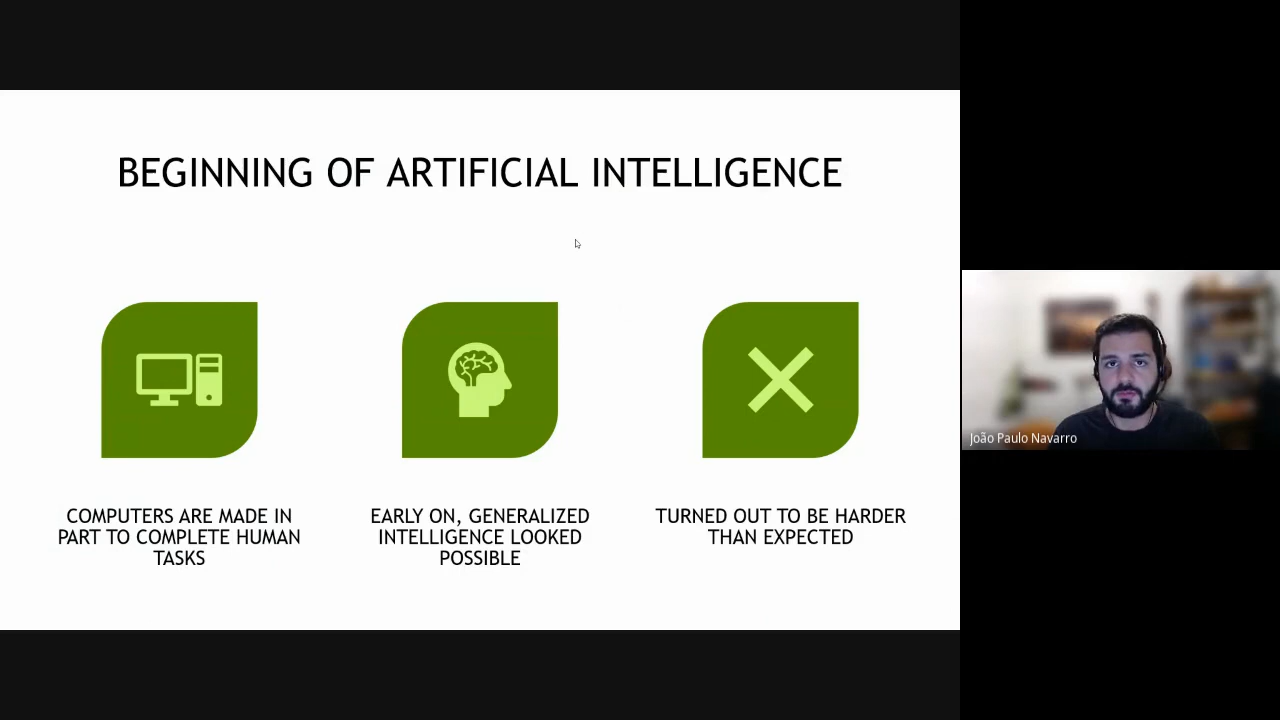 BEGINNING OF ARTIFICIAL INTELLIGENCE
COMPUTERS ARE MADE IN
PART TO COMPLETE HUMAN
TASKS
EARLY ON, GENERALIZED
INTELLIGENCE LOOKED
POSSIBLE
TURNED OUT TO BE HARDER
THAN EXPECTED
João Paulo Navarro